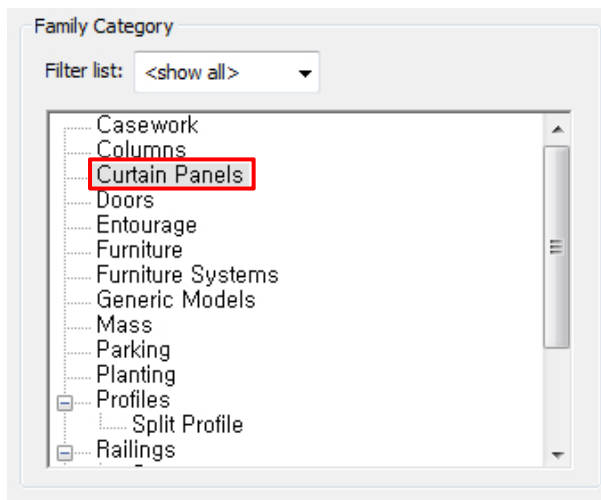 Family Category
Filter list: <show all>
Casework
Columns
Curtain Panels
Doors
Entourage
Furniture
Furniture Systems
Generic Models
Mass
Parking
Planting
Profiles
Split Profile
Railings